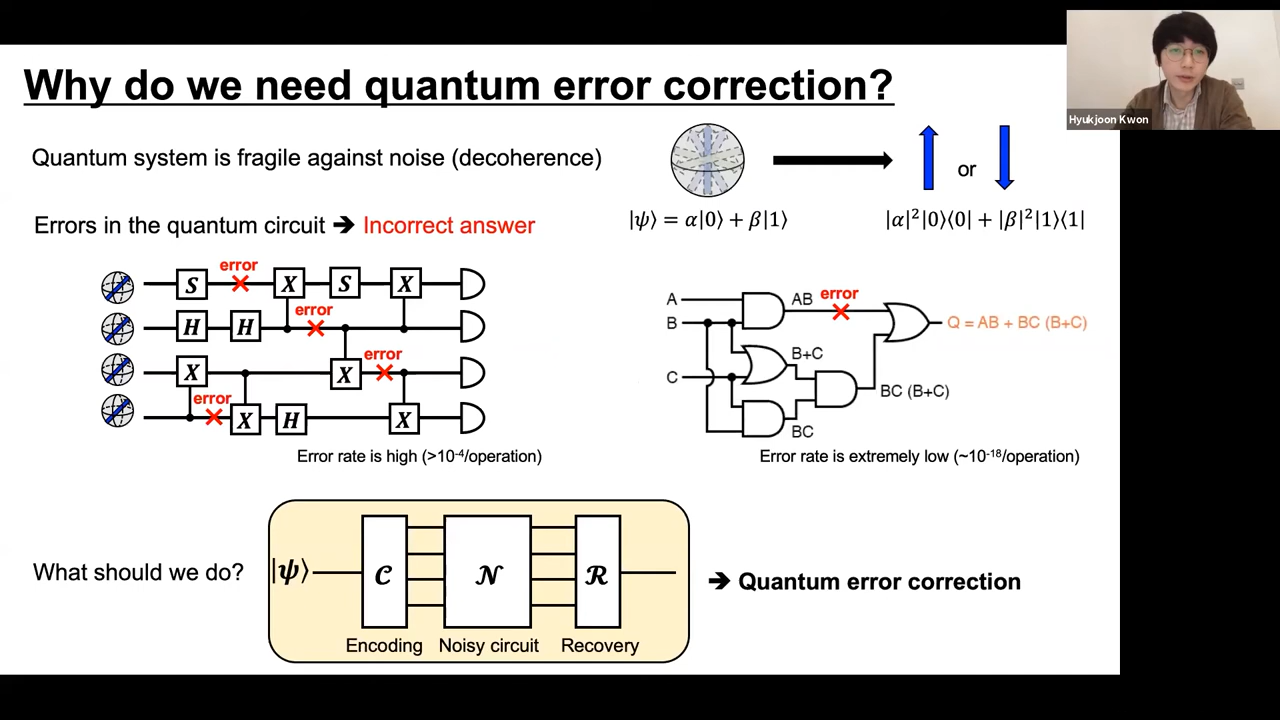 Why do we need quantum error correction?
Hyukjoon Kwon
Quantum system is fragile against noise (decoherence)
or
|ψ⟩ = α|0⟩ + β|1⟩
|α|²|0⟩⟨0| + |β|²|1⟩⟨1|
Errors in the quantum circuit ➔ Incorrect answer
error
S X S X
error
H H
error
X X
error
X H X
Error rate is high (>10⁻⁴/operation)
A
AB
error
B
Q = AB + BC (B+C)
B+C
C
BC (B+C)
BC
Error rate is extremely low (~10⁻¹⁸/operation)
What should we do?
|ψ⟩ 𝓒 𝓝 𝓡
Encoding Noisy circuit Recovery
➔ Quantum error correction